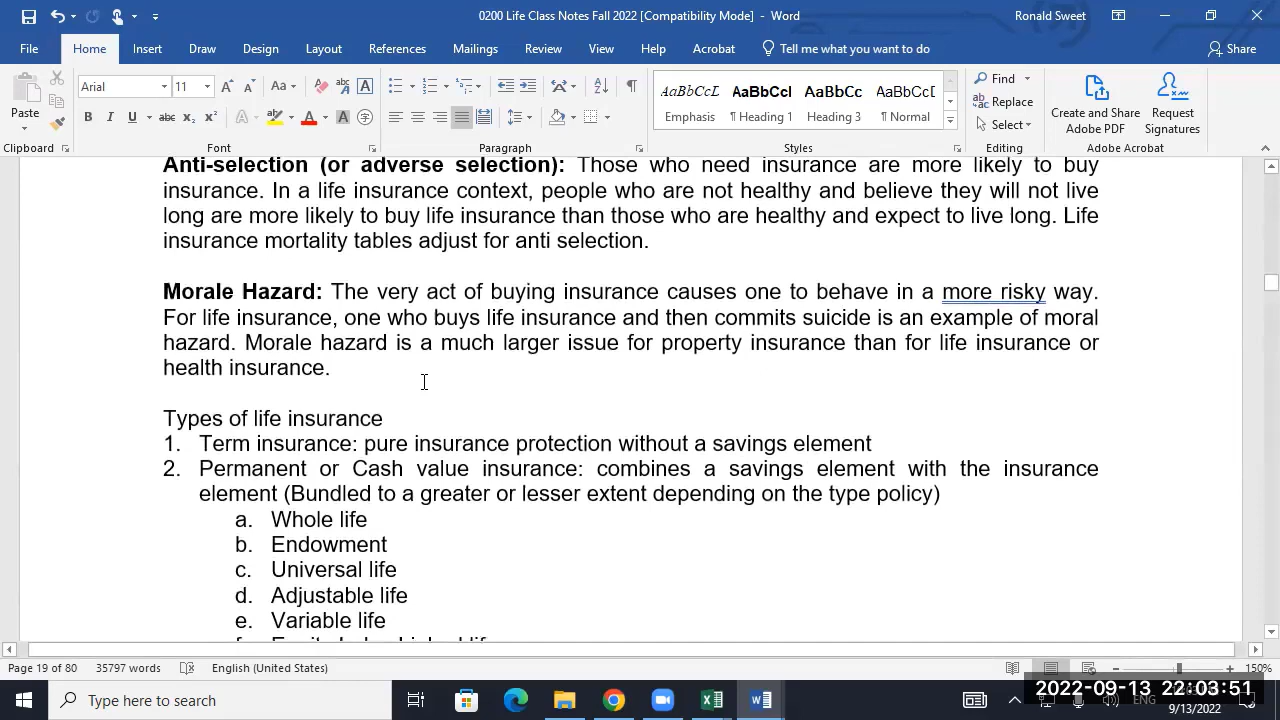 0200 Life Class Notes Fall 2022 [Compatibility Mode] - Word
Ronald Sweet
File Home Insert Draw Design Layout References Mailings Review View Help Acrobat Tell me what you want to do Share
Paste
Arial 11
Aa
B I U abc x2 x2
AaBbCcL AaBbCcl AaBbCc AaBbCcD
Emphasis ¶ Heading 1 Heading 3 ¶ Normal
Find
Replace
Select
Create and Share Adobe PDF
Request Signatures
Clipboard Font Paragraph Styles Editing Adobe Acrobat
Anti-selection (or adverse selection): Those who need insurance are more likely to buy
insurance. In a life insurance context, people who are not healthy and believe they will not live
long are more likely to buy life insurance than those who are healthy and expect to live long. Life
insurance mortality tables adjust for anti selection.
Morale Hazard: The very act of buying insurance causes one to behave in a more risky way.
For life insurance, one who buys life insurance and then commits suicide is an example of moral
hazard. Morale hazard is a much larger issue for property insurance than for life insurance or
health insurance.
Types of life insurance
1. Term insurance: pure insurance protection without a savings element
2. Permanent or Cash value insurance: combines a savings element with the insurance
element (Bundled to a greater or lesser extent depending on the type policy)
a. Whole life
b. Endowment
c. Universal life
d. Adjustable life
e. Variable life
Page 19 of 80 35797 words English (United States) 150%
Type here to search
2022-09-13 22:03:51
ENG
9/13/2022